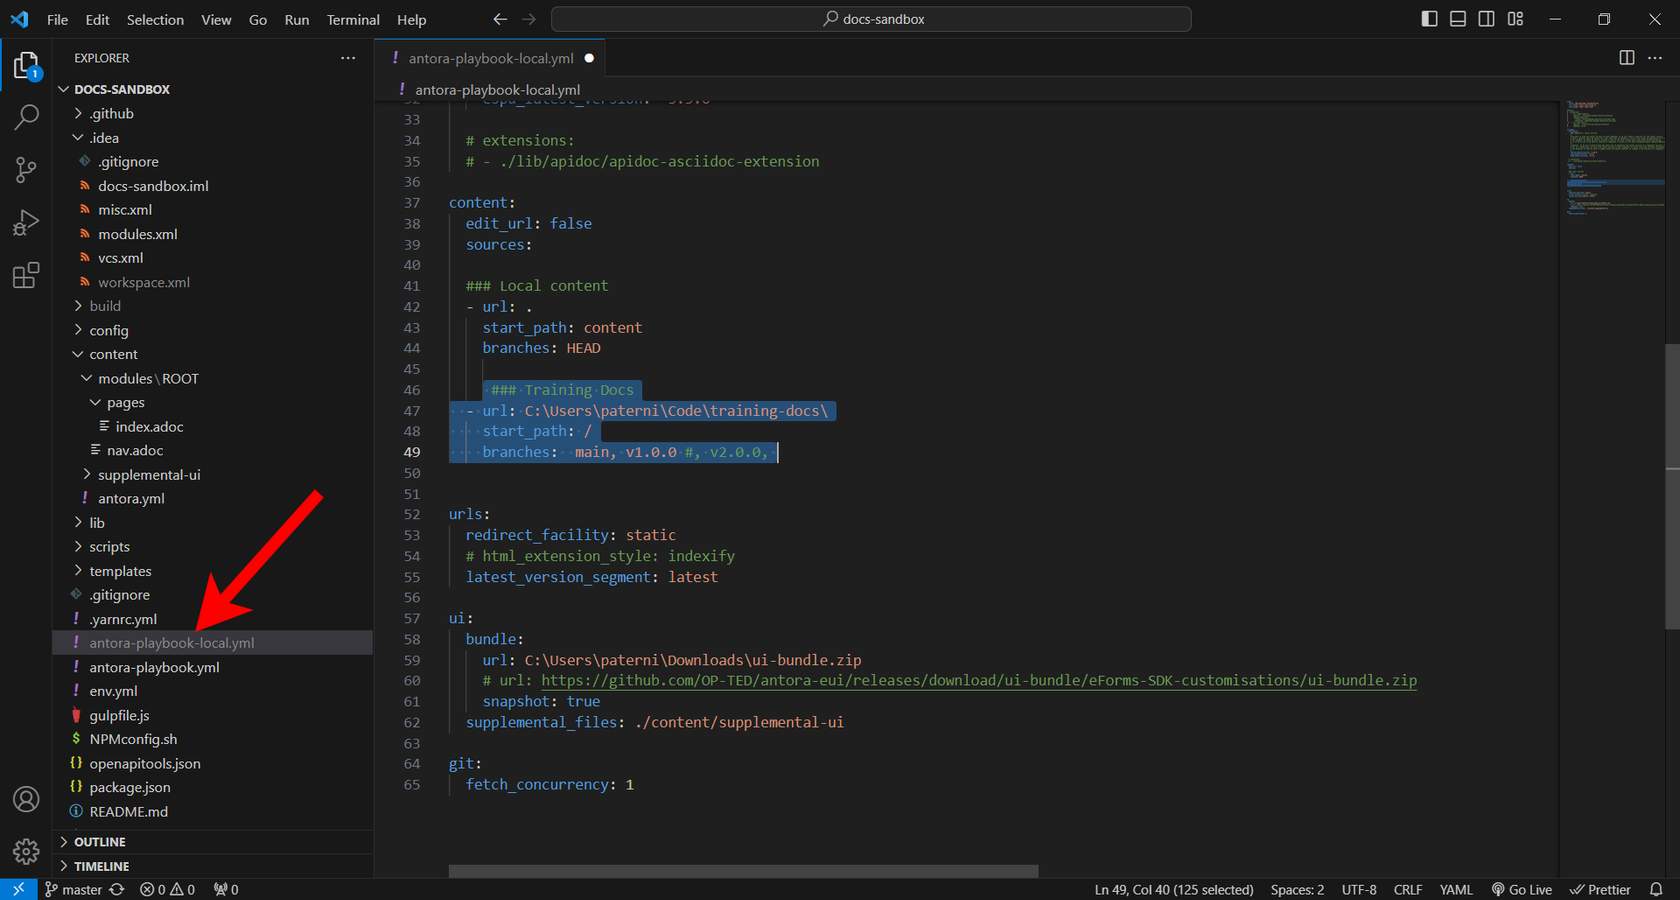 File Edit Selection View Go Run Terminal Help
docs-sandbox
1
EXPLORER
DOCS-SANDBOX
.github
.idea
.gitignore
docs-sandbox.iml
misc.xml
modules.xml
vcs.xml
workspace.xml
build
config
content
modules\ROOT
pages
index.adoc
nav.adoc
supplemental-ui
antora.yml
lib
scripts
templates
.gitignore
.yarnrc.yml
antora-playbook-local.yml
antora-playbook.yml
env.yml
gulpfile.js
NPMconfig.sh
openapitools.json
package.json
README.md
OUTLINE
TIMELINE
antora-playbook-local.yml
antora-playbook-local.yml
33
34 # extensions:
35 # - ./lib/apidoc/apidoc-asciidoc-extension
36
37 content:
38 edit_url: false
39 sources:
40
41 ### Local content
42 - url: .
43 start_path: content
44 branches: HEAD
45
46 ### Training Docs
47 - url: C:\Users\paterni\Code\training-docs\
48 start_path: /
49 branches: main, v1.0.0 #, v2.0.0,
50
51
52 urls:
53 redirect_facility: static
54 # html_extension_style: indexify
55 latest_version_segment: latest
56
57 ui:
58 bundle:
59 url: C:\Users\paterni\Downloads\ui-bundle.zip
60 # url: https://github.com/OP-TED/antora-eui/releases/download/ui-bundle/eForms-SDK-customisations/ui-bundle.zip
61 snapshot: true
62 supplemental_files: ./content/supplemental-ui
63
64 git:
65 fetch_concurrency: 1
master 0 0 0 Ln 49, Col 40 (125 selected) Spaces: 2 UTF-8 CRLF YAML Go Live Prettier